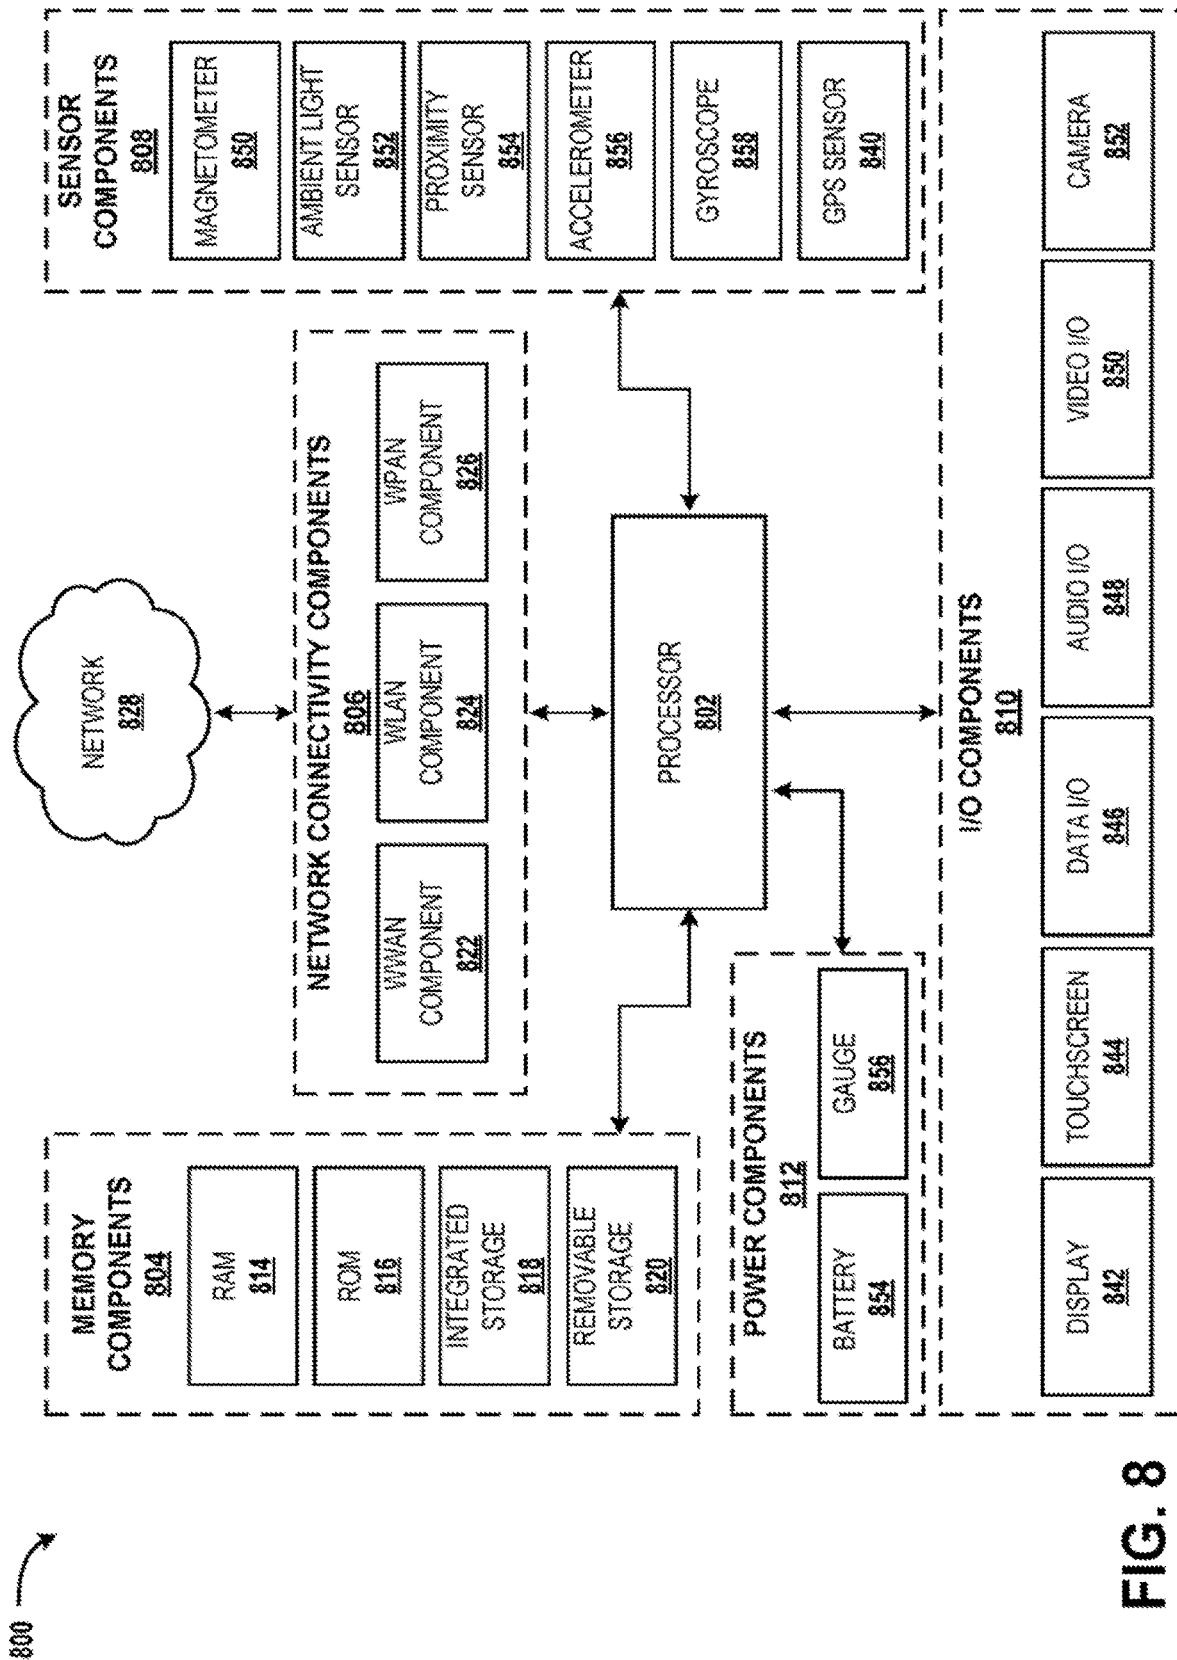 800
MEMORY
COMPONENTS
804
RAM
814
ROM
816
INTEGRATED
STORAGE
818
REMOVABLE
STORAGE
820
NETWORK
828
NETWORK CONNECTIVITY COMPONENTS
806
WWAN
COMPONENT
822
WLAN
COMPONENT
824
WPAN
COMPONENT
826
SENSOR
COMPONENTS
808
MAGNETOMETER
850
AMBIENT LIGHT
SENSOR
852
PROXIMITY
SENSOR
854
ACCELEROMETER
856
GYROSCOPE
858
GPS SENSOR
840
PROCESSOR
802
POWER COMPONENTS
812
BATTERY
854
GAUGE
856
I/O COMPONENTS
810
DISPLAY
842
TOUCHSCREEN
844
DATA I/O
846
AUDIO I/O
848
VIDEO I/O
850
CAMERA
852
FIG. 8